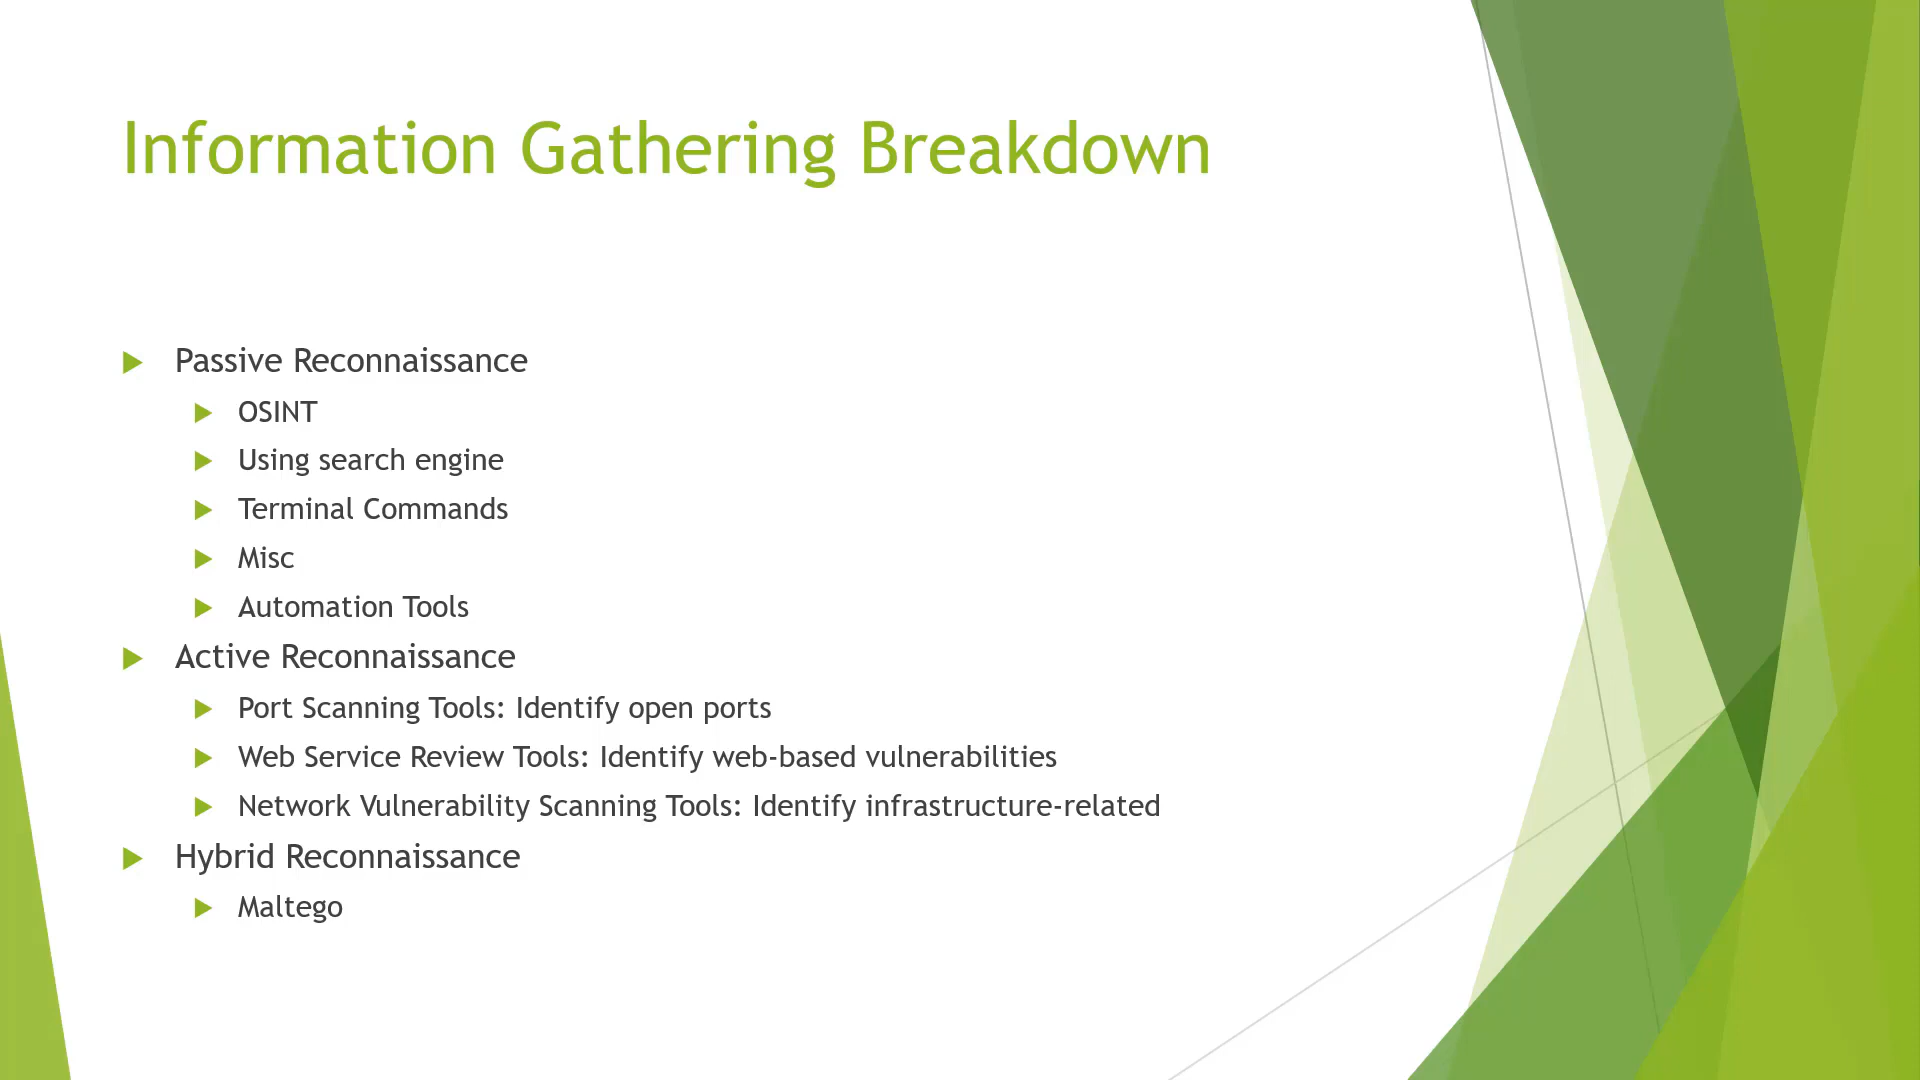 Information Gathering Breakdown
Passive Reconnaissance
OSINT
Using search engine
Terminal Commands
Misc
Automation Tools
Active Reconnaissance
Port Scanning Tools: Identify open ports
Web Service Review Tools: Identify web-based vulnerabilities
Network Vulnerability Scanning Tools: Identify infrastructure-related
Hybrid Reconnaissance
Maltego